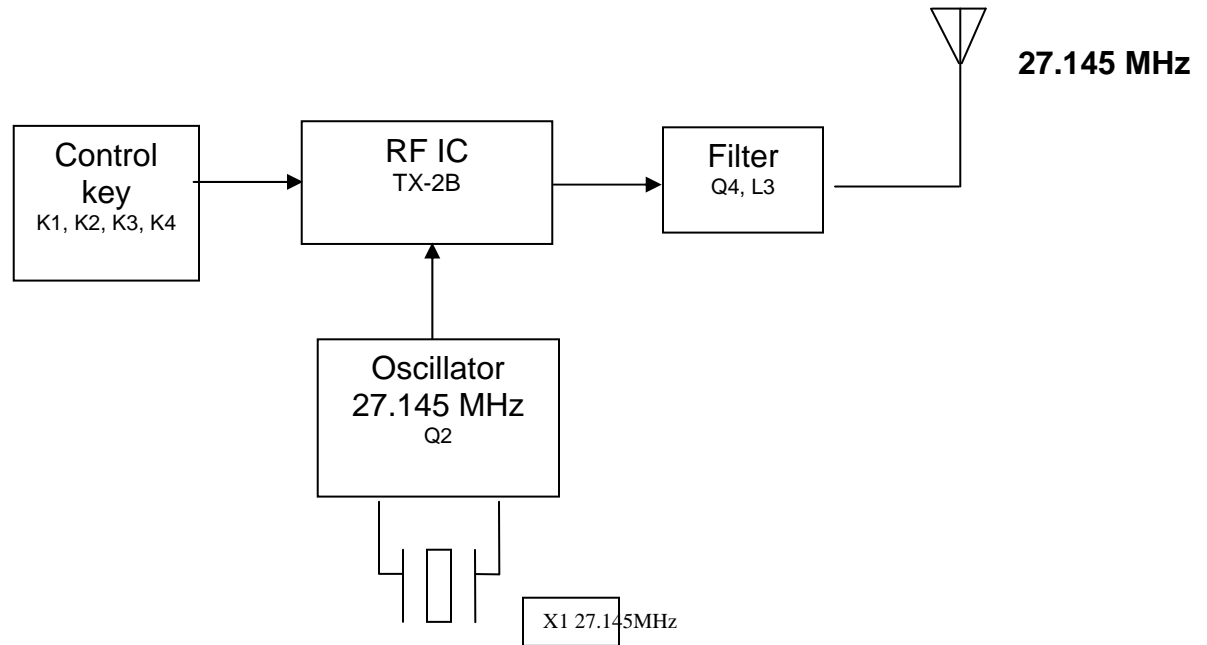 27.145 MHz
Control
key
K1, K2, K3, K4
RF IC
TX-2B
Filter
Q4, L3
Oscillator
27.145 MHz
Q2
X1 27.145MHz